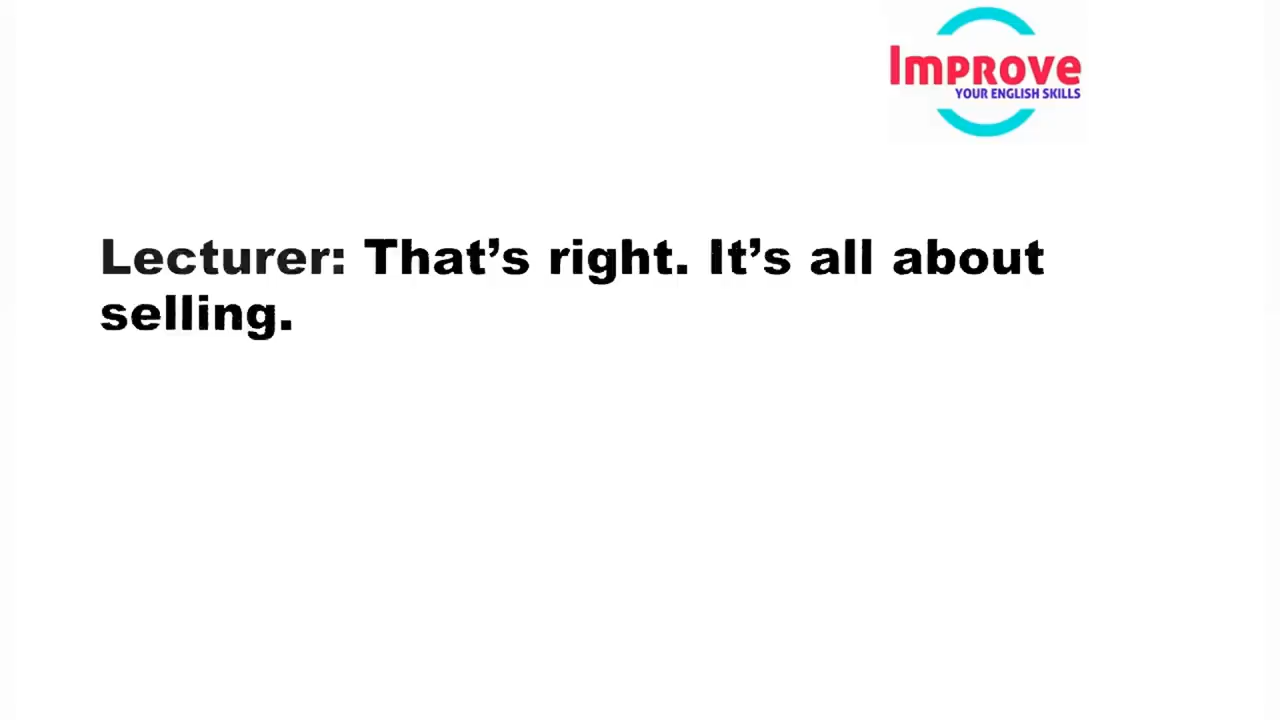 Improve
YOUR ENGLISH SKILLS
Lecturer: That’s right. It’s all about
selling.